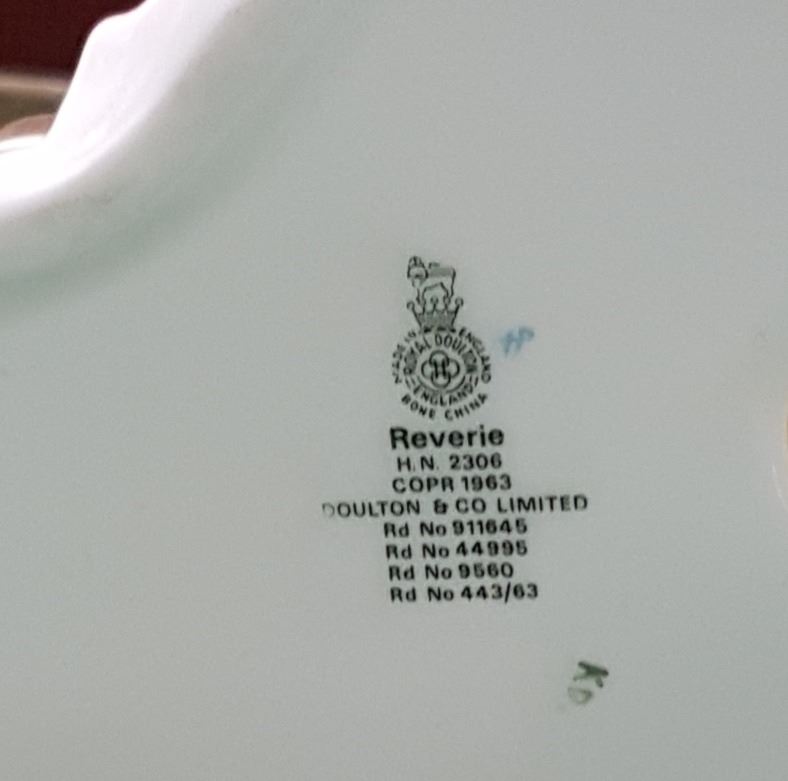 MADE IN ENGLAND
ROYAL DOULTON
ENGLAND
BONE CHINA
Reverie
H.N. 2306
COPR 1963
DOULTON & CO LIMITED
Rd No 911645
Rd No 44995
Rd No 9560
Rd No 443/63
KD